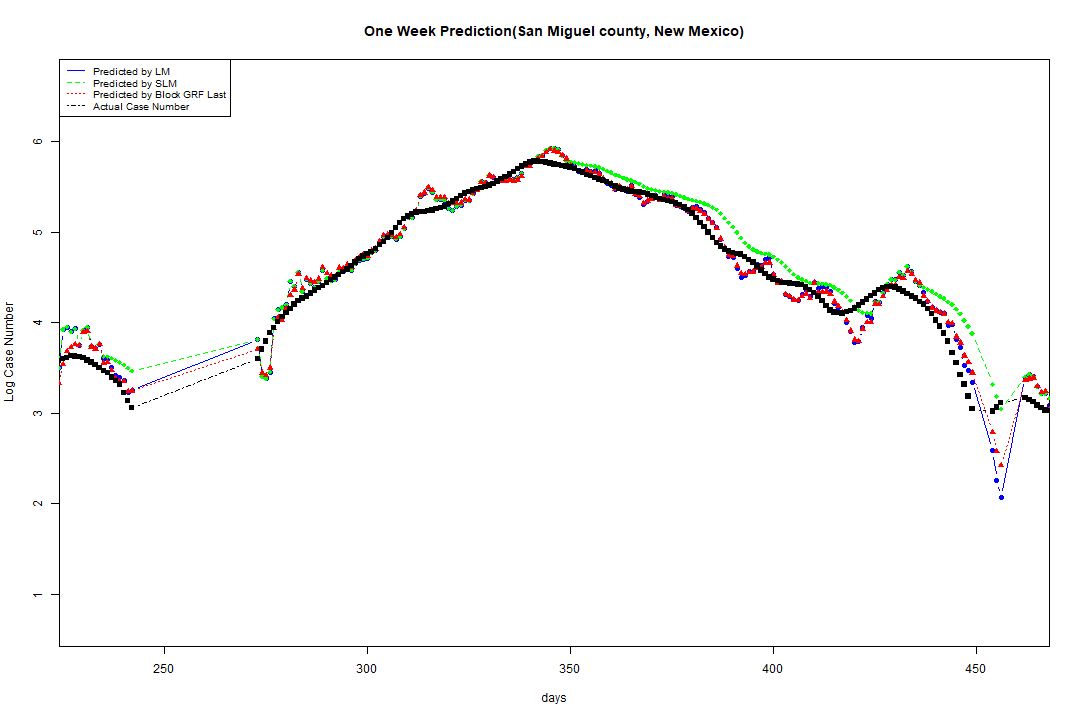 One Week Prediction(San Miguel county, New Mexico)
Predicted by LM
Predicted by SLM
Predicted by Block GRF Last
Actual Case Number
Log Case Number
6
5
4
3
2
1
250 300 350 400 450
days